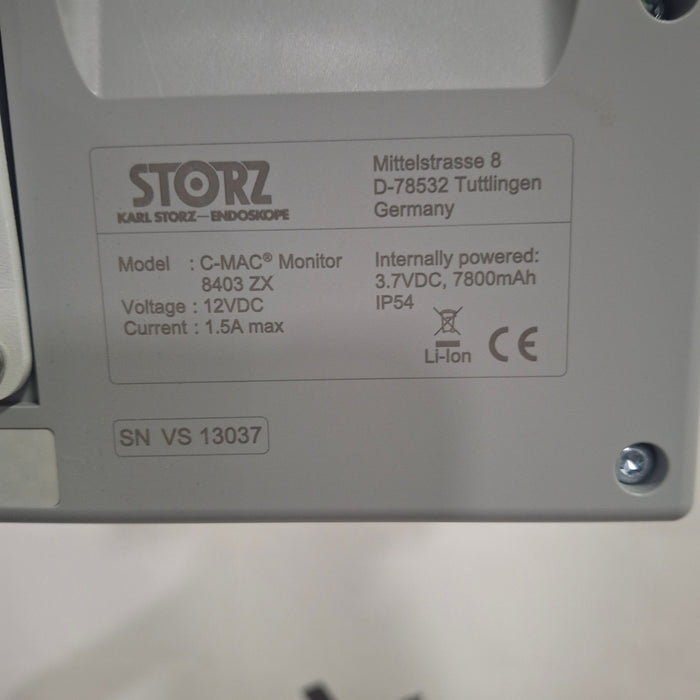 STORZ
KARL STORZ—ENDOSKOPE
Mittelstrasse 8
D-78532 Tuttlingen
Germany
Model : C-MAC® Monitor
8403 ZX
Voltage : 12VDC
Current : 1.5A max
Internally powered:
3.7VDC, 7800mAh
IP54
Li-Ion
CE
SN VS 13037